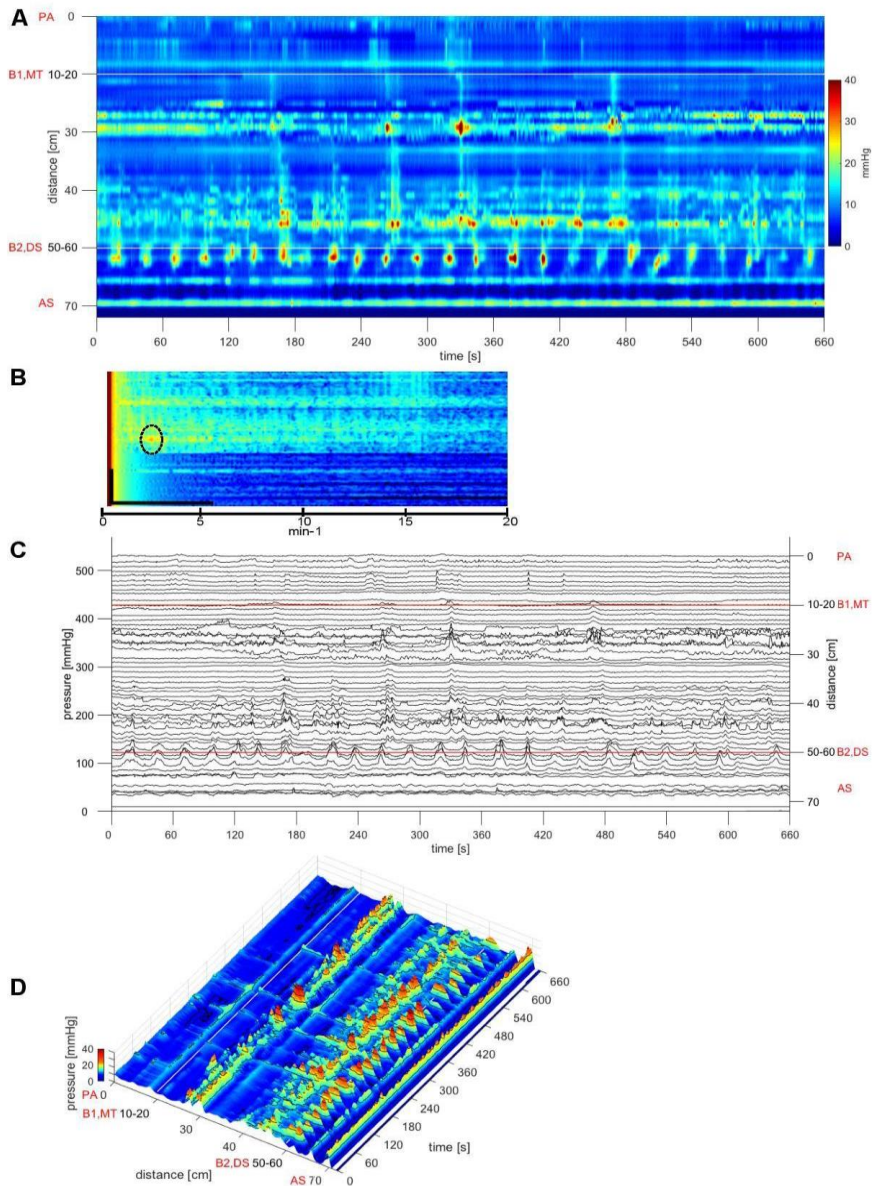 A
PA 0
B1,MT 10-20
30
distance [cm]
40
B2,DS 50-60
AS 70
0 60 120 180 240 300 360 420 480 540 600 660
time [s]
40
30
20
10
0
mmHg
B
0 5 10 15 20
min-1
C
500
400
300
200
100
0
pressure [mmHg]
0 PA
10-20 B1,MT
30
40
50-60 B2,DS
AS
70
distance [cm]
0 60 120 180 240 300 360 420 480 540 600 660
time [s]
D
pressure [mmHg]
40
20
0
PA 0
B1,MT 10-20
30
40
B2,DS 50-60
AS 70
distance [cm]
0
60
120
180
240
300
360
420
480
540
600
660
time [s]